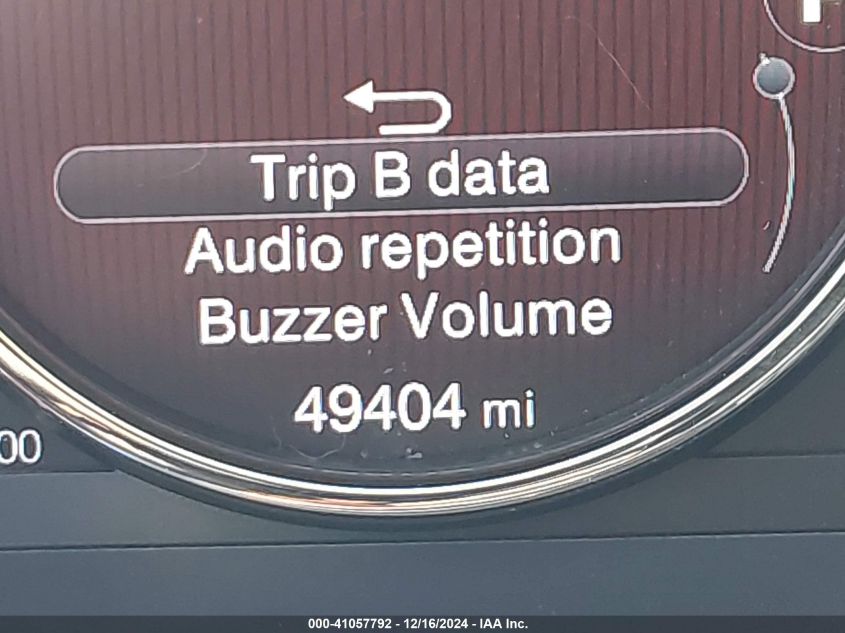 Trip B data
Audio repetition
Buzzer Volume
49404 mi
00
000-41057792 - 12/16/2024 - IAA Inc.